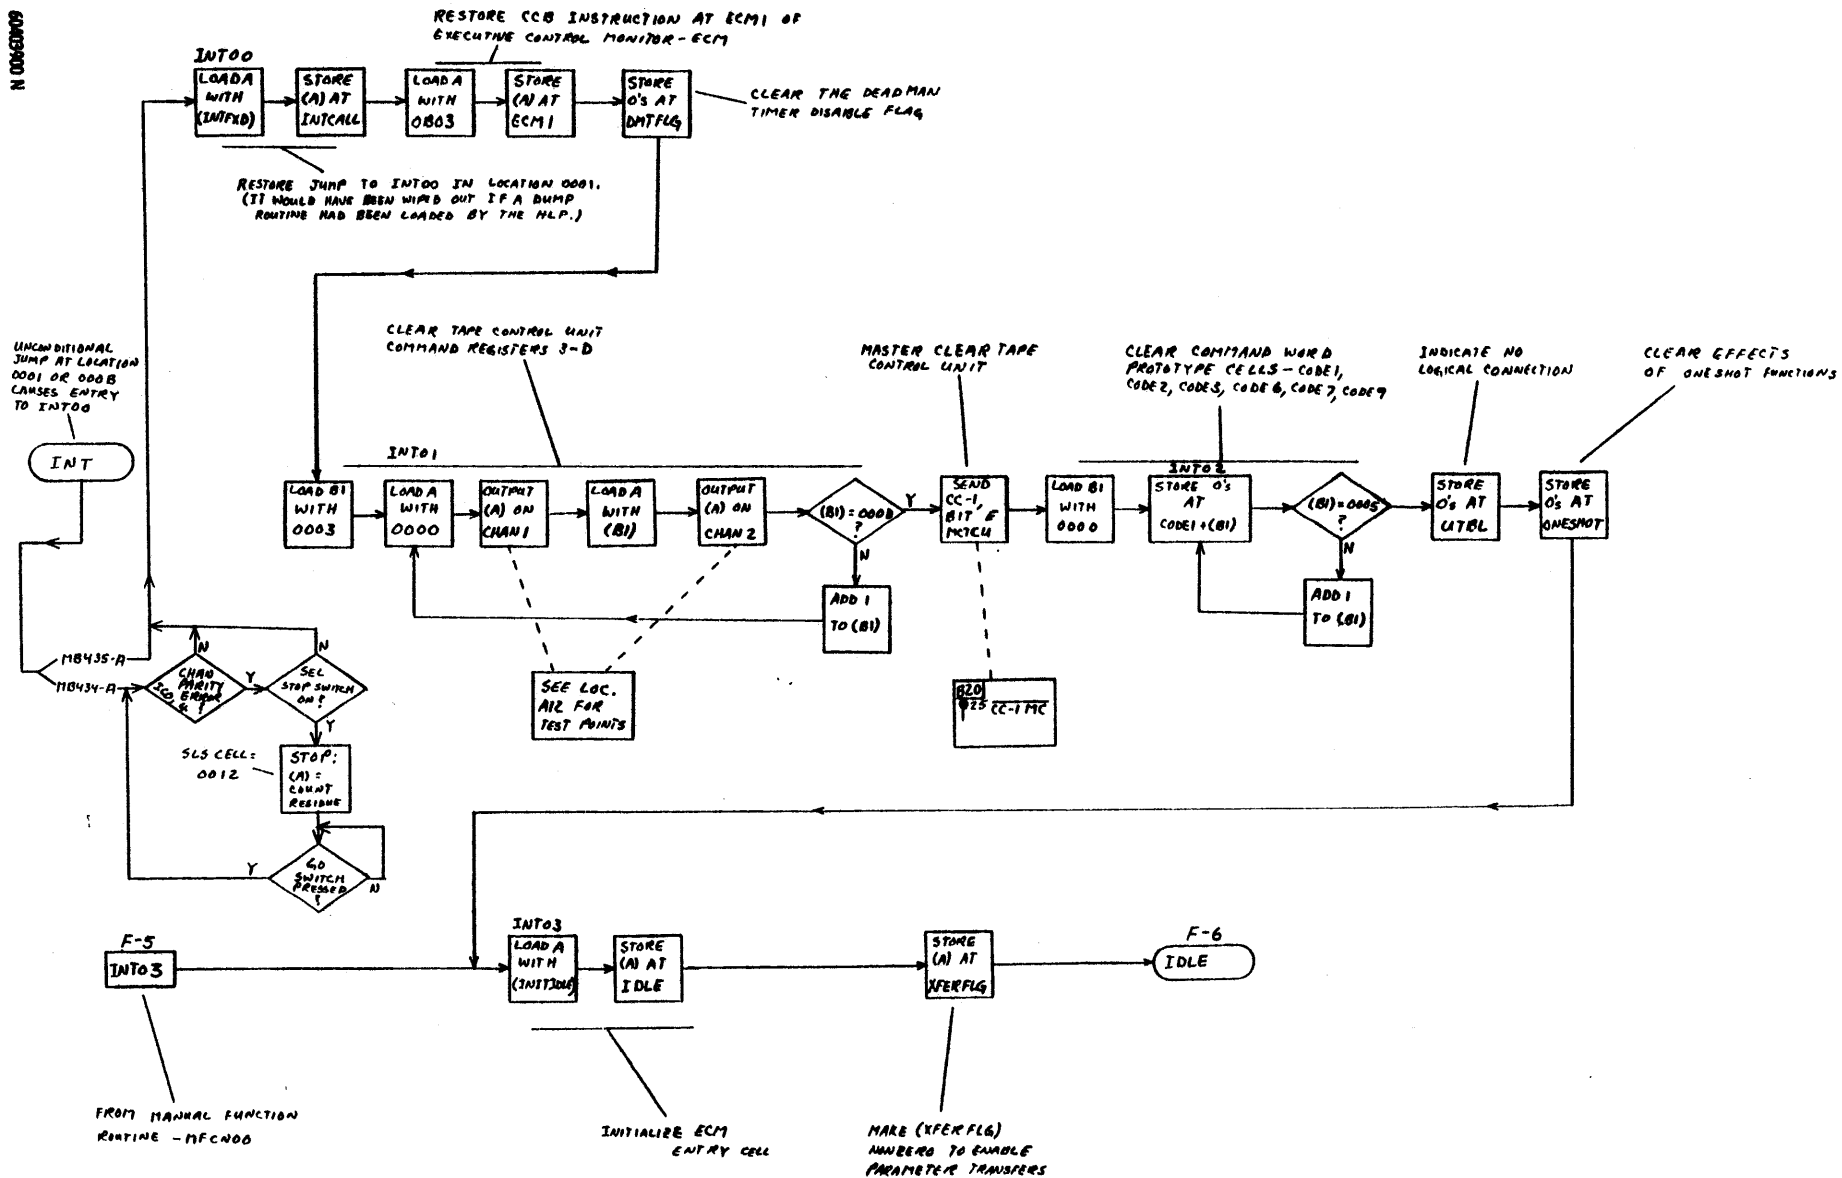 60403900 N
RESTORE CCB INSTRUCTION AT ECM1 OF
EXECUTIVE CONTROL MONITOR-ECM
INT00
LOAD A
WITH
(INTFXD)
STORE
(A) AT
INTCALL
LOAD A
WITH
0B03
STORE
(A) AT
ECM1
STORE
0's AT
DMTFLG
CLEAR THE DEADMAN
TIMER DISABLE FLAG
RESTORE JUMP TO INT00 IN LOCATION 0001.
(IT WOULD HAVE BEEN WIPED OUT IF A DUMP
ROUTINE HAD BEEN LOADED BY THE HLP.)
UNCONDITIONAL
JUMP AT LOCATION
0001 OR 000B
CAUSES ENTRY
TO INT00
INT
CLEAR TAPE CONTROL UNIT
COMMAND REGISTERS 3-D
MASTER CLEAR TAPE
CONTROL UNIT
CLEAR COMMAND WORD
PROTOTYPE CELLS-CODE1,
CODE2, CODE5, CODE6, CODE7, CODE9
INDICATE NO
LOGICAL CONNECTION
CLEAR EFFECTS
OF ONESHOT FUNCTIONS
LOAD B1
WITH
0003
INT01
LOAD A
WITH
0000
OUTPUT
(A) ON
CHAN 1
LOAD A
WITH
(B1)
OUTPUT
(A) ON
CHAN 2
(B1)=000D
?
Y
N
ADD 1
TO (B1)
SEND
CC-1,
BIT E
MCTCU
LOAD B1
WITH
0000
INT02
STORE 0's
AT
CODE1+(B1)
(B1)=0005
?
N
ADD 1
TO (B1)
STORE
0's AT
UTBL
STORE
0's AT
ONESHOT
SEE LOC.
A12 FOR
TEST POINTS
B20
25 CC-1 MC
MB435-A
MB434-A
CHAN
PARITY
ERROR
?
N
Y
SEL
STOP SWITCH
ON?
N
Y
SLS CELL=
0012
STOP:
(A) =
COUNT
RESIDUE
GO
SWITCH
PRESSED
?
Y
N
F-5
INT03
FROM MANUAL FUNCTION
ROUTINE -MFCN00
INT03
LOAD A
WITH
(INITIDLE)
STORE
(A) AT
IDLE
INITIALIZE ECM
ENTRY CELL
STORE
(A) AT
XFERFLG
MAKE (XFERFLG)
NONZERO TO ENABLE
PARAMETER TRANSFERS
F-6
IDLE